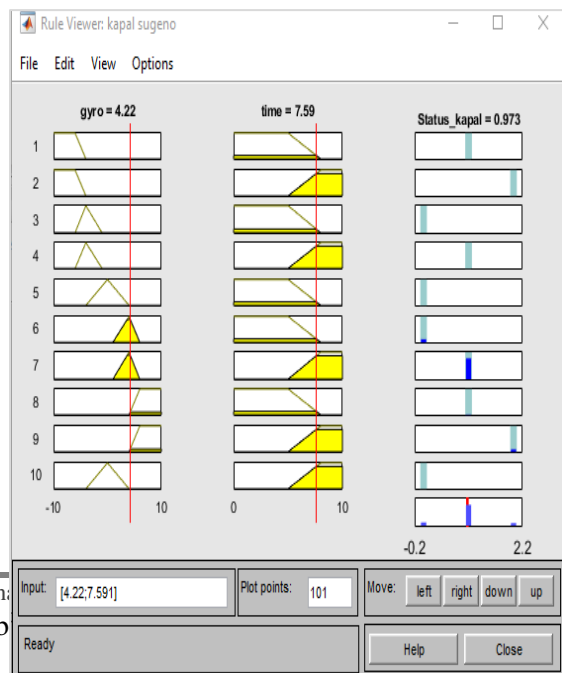 Rule Viewer: kapal sugeno
File Edit View Options
gyro = 4.22 time = 7.59 Status_kapal = 0.973
1
2
3
4
5
6
7
8
9
10
-10 10 0 10
-0.2 2.2
Input: [4.22;7.591] Plot points: 101 Move: left right down up
Ready Help Close